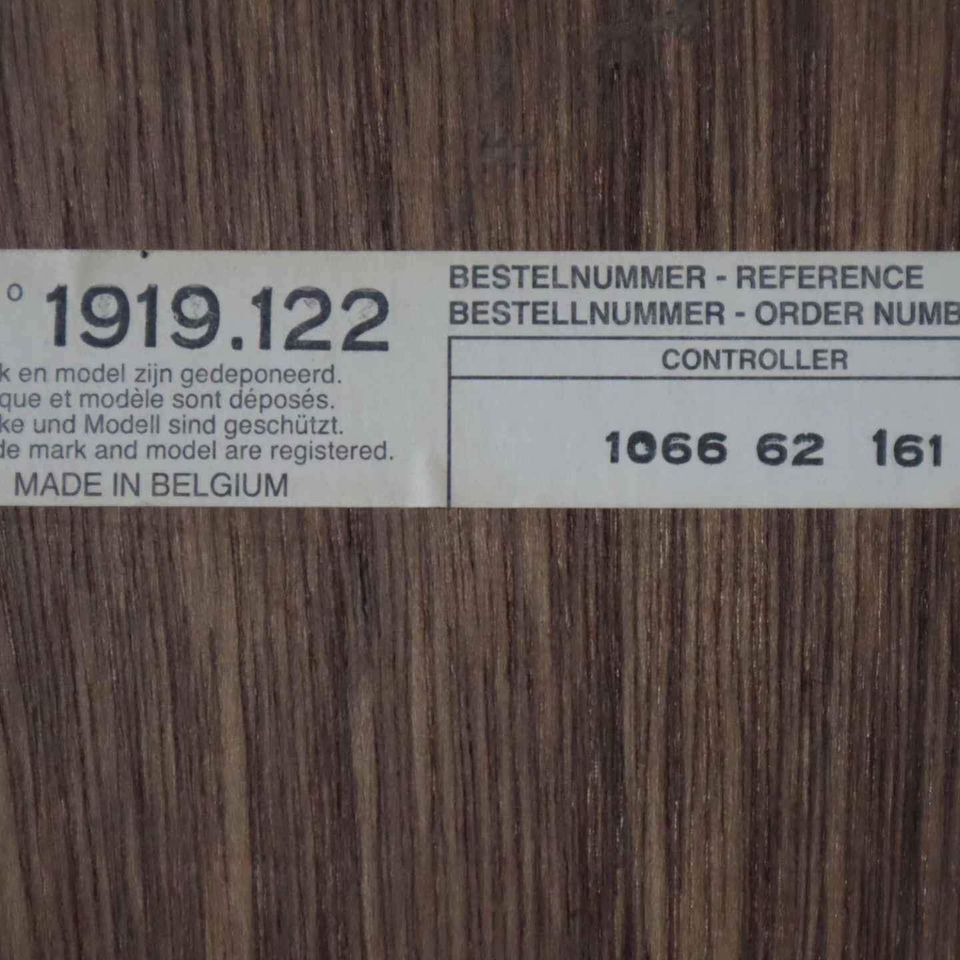 o 1919.122
k en model zijn gedeponeerd.
que et modèle sont déposés.
ke und Modell sind geschützt.
de mark and model are registered.
MADE IN BELGIUM
BESTELNUMMER - REFERENCE
BESTELLNUMMER - ORDER NUMB
CONTROLLER
1066 62 161